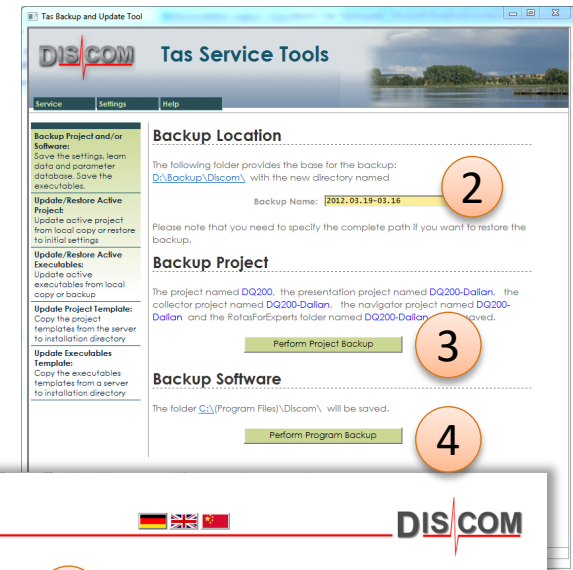 Tas Backup and Update Tool
DISCOM
Tas Service Tools
Service Settings Help
Backup Project and/or
Software:
Save the settings, learn
data and parameter
database. Save the
executables.
Update/Restore Active
Project:
Update active project
from local copy or restore
to initial settings
Update/Restore Active
Executables:
Update active
executables from local
copy or backup
Update Project Template:
Copy the project
templates from the server
to installation directory
Update Executables
Template:
Copy the executables
templates from a server
to installation directory
Backup Location
The following folder provides the base for the backup:
D:\Backup\Discom\ with the new directory named
Backup Name: 2012.03.19-03.16
2
Please note that you need to specify the complete path if you want to restore the
backup.
Backup Project
The project named DQ200, the presentation project named DQ200-Dalian, the
collector project named DQ200-Dalian, the navigator project named DQ200-
Dalian and the RotasForExperts folder named DQ200-Dalian saved.
Perform Project Backup
3
Backup Software
The folder C:\(Program Files)\Discom\ will be saved.
Perform Program Backup
4
DISCOM